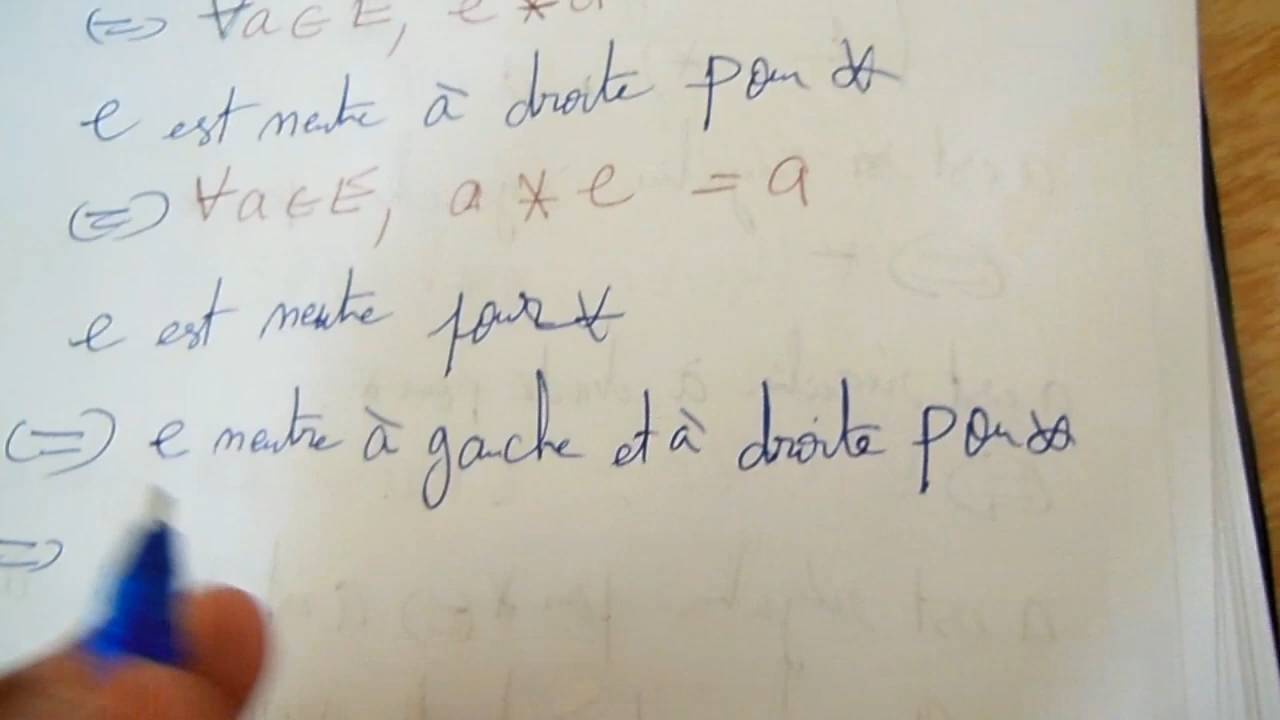 (=) ∀a∈E, e * a
e est neutre à droite pour *
(=) ∀a∈E, a * e = a
e est neutre pour *
(=) e neutre à gauche et à droite pour *
=)